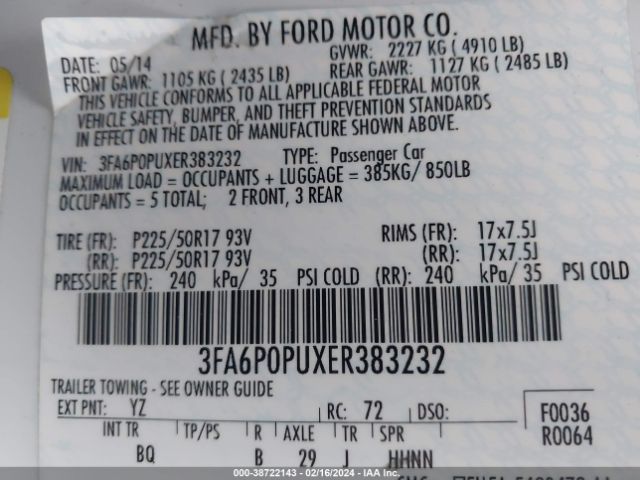 MFD. BY FORD MOTOR CO.
DATE: 05/14 GVWR: 2227 KG ( 4910 LB)
FRONT GAWR: 1105 KG ( 2435 LB) REAR GAWR: 1127 KG ( 2485 LB)
THIS VEHICLE CONFORMS TO ALL APPLICABLE FEDERAL MOTOR
VEHICLE SAFETY, BUMPER, AND THEFT PREVENTION STANDARDS
IN EFFECT ON THE DATE OF MANUFACTURE SHOWN ABOVE.
VIN: 3FA6P0PUXER383232 TYPE: Passenger Car
MAXIMUM LOAD = OCCUPANTS + LUGGAGE = 385KG/ 850LB
OCCUPANTS = 5 TOTAL; 2 FRONT, 3 REAR
TIRE (FR): P225/50R17 93V RIMS (FR): 17x7.5J
(RR): P225/50R17 93V (RR): 17x7.5J
PRESSURE (FR): 240 kPa/ 35 PSI COLD (RR): 240 kPa/ 35 PSI COLD
3FA6P0PUXER383232
TRAILER TOWING - SEE OWNER GUIDE
EXT PNT: YZ RC: 72 DSO: F0036
INT TR TP/PS R AXLE TR SPR R0064
BQ B 29 J HHNN
000-38722143 - 02/16/2024 - IAA Inc.